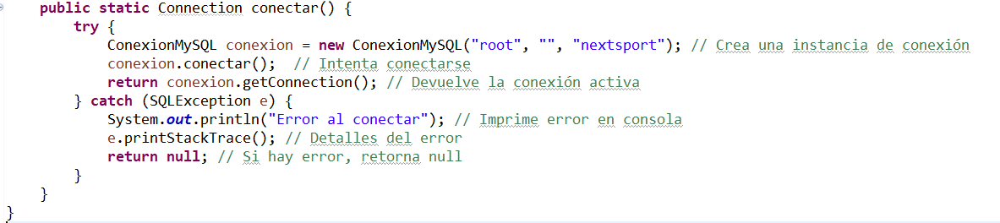 public static Connection conectar() {
try {
ConexionMySQL conexion = new ConexionMySQL("root", "", "nextsport"); // Crea una instancia de conexión
conexion.conectar();  // Intenta conectarse
return conexion.getConnection(); // Devuelve la conexión activa
} catch (SQLException e) {
System.out.println("Error al conectar"); // Imprime error en consola
e.printStackTrace(); // Detalles del error
return null; // Si hay error, retorna null
}
}
}